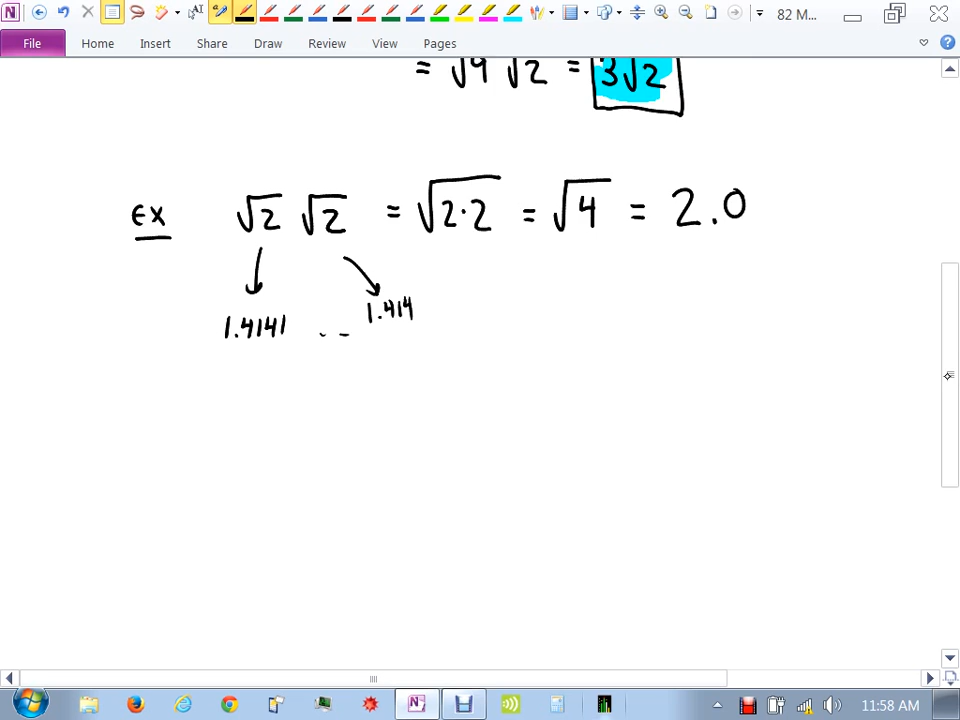 82 M...
File Home Insert Share Draw Review View Pages
= √9 √2 = 3√2
Ex √2 √2 = √2·2 = √4 = 2.0
1.4141 .. 1.414
11:58 AM